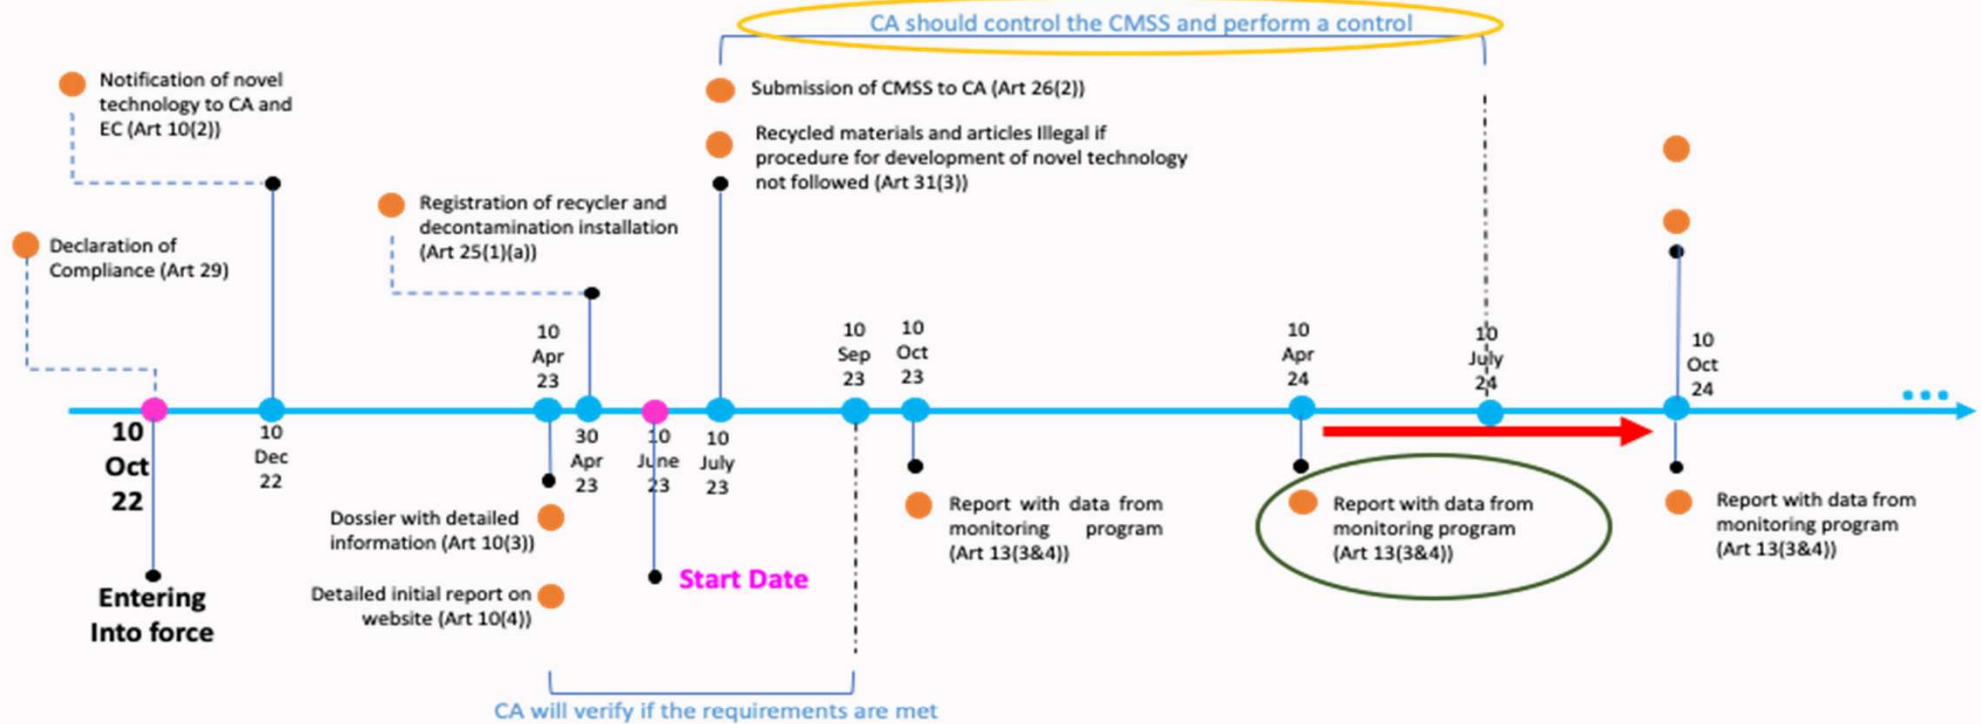 CA should control the CMSS and perform a control
Notification of novel
technology to CA and
EC (Art 10(2))
Submission of CMSS to CA (Art 26(2))
Recycled materials and articles Illegal if
procedure for development of novel technology
not followed (Art 31(3))
Registration of recycler and
decontamination installation
(Art 25(1)(a))
Declaration of
Compliance (Art 29)
10
Apr
23
10
Sep
23
10
Oct
23
10
Apr
24
10
July
24
10
Oct
24
10
Oct
22
10
Dec
22
30
Apr
23
10
June
23
10
July
23
Dossier with detailed
information (Art 10(3))
Detailed initial report on
website (Art 10(4))
Report with data from
monitoring program
(Art 13(3&4))
Report with data from
monitoring program
(Art 13(3&4))
Report with data from
monitoring program
(Art 13(3&4))
Start Date
Entering
Into force
CA will verify if the requirements are met